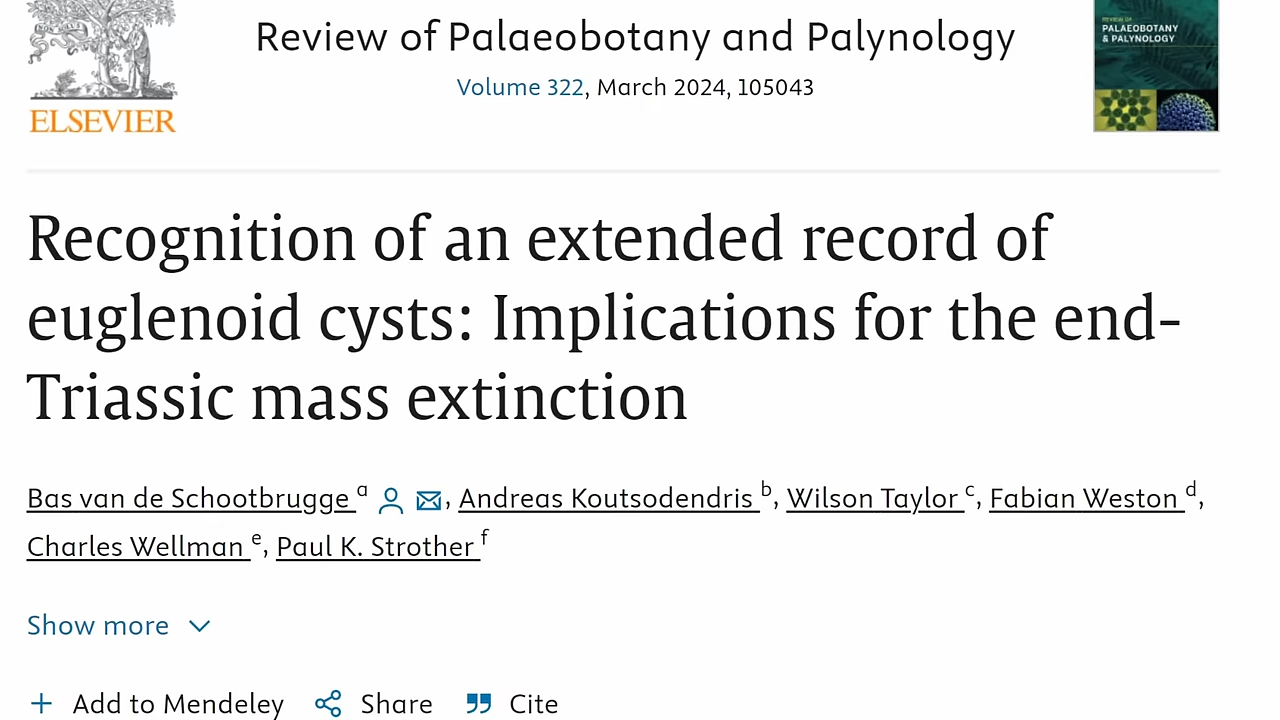 Review of Palaeobotany and Palynology
Volume 322, March 2024, 105043
ELSEVIER
REVIEW OF
PALAEOBOTANY
& PALYNOLOGY
Recognition of an extended record of
euglenoid cysts: Implications for the end-
Triassic mass extinction
Bas van de Schootbrugge a, Andreas Koutsodendris b, Wilson Taylor c, Fabian Weston d,
Charles Wellman e, Paul K. Strother f
Show more
Add to Mendeley Share Cite